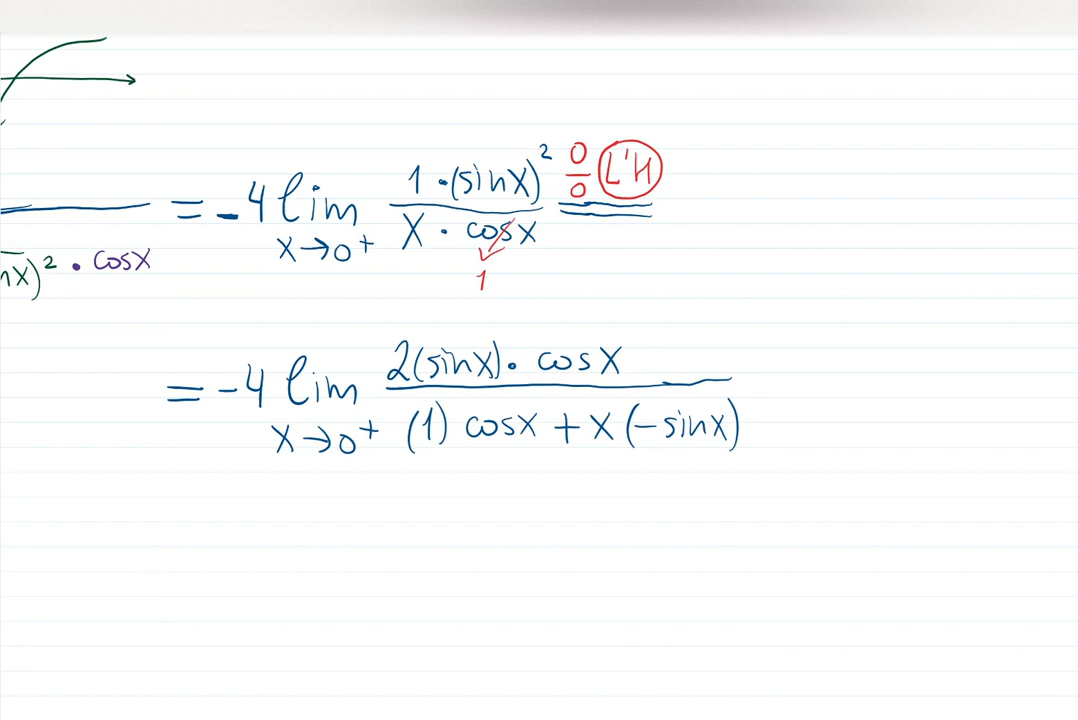 = -4 lim x→0+ 1·(sinx)² / x · cosx 0/0 L'H
1
nx)² · cosx
= -4 lim x→0+ 2(sinx) · cosx / (1) cosx + x(-sinx)